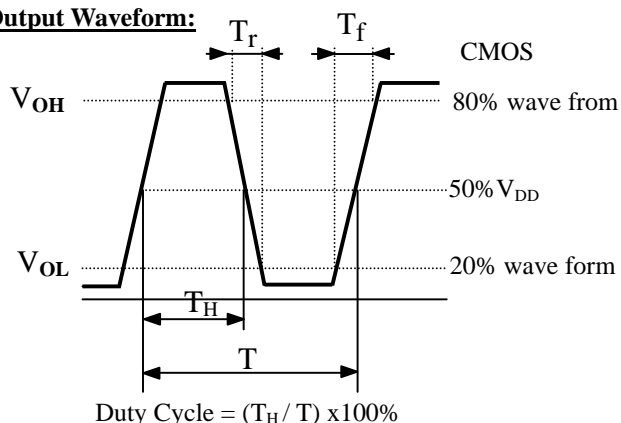 Output Waveform:
Tr Tf
CMOS
VOH 80% wave from
50%VDD
VOL 20% wave form
TH
T
Duty Cycle = (TH / T) x100%